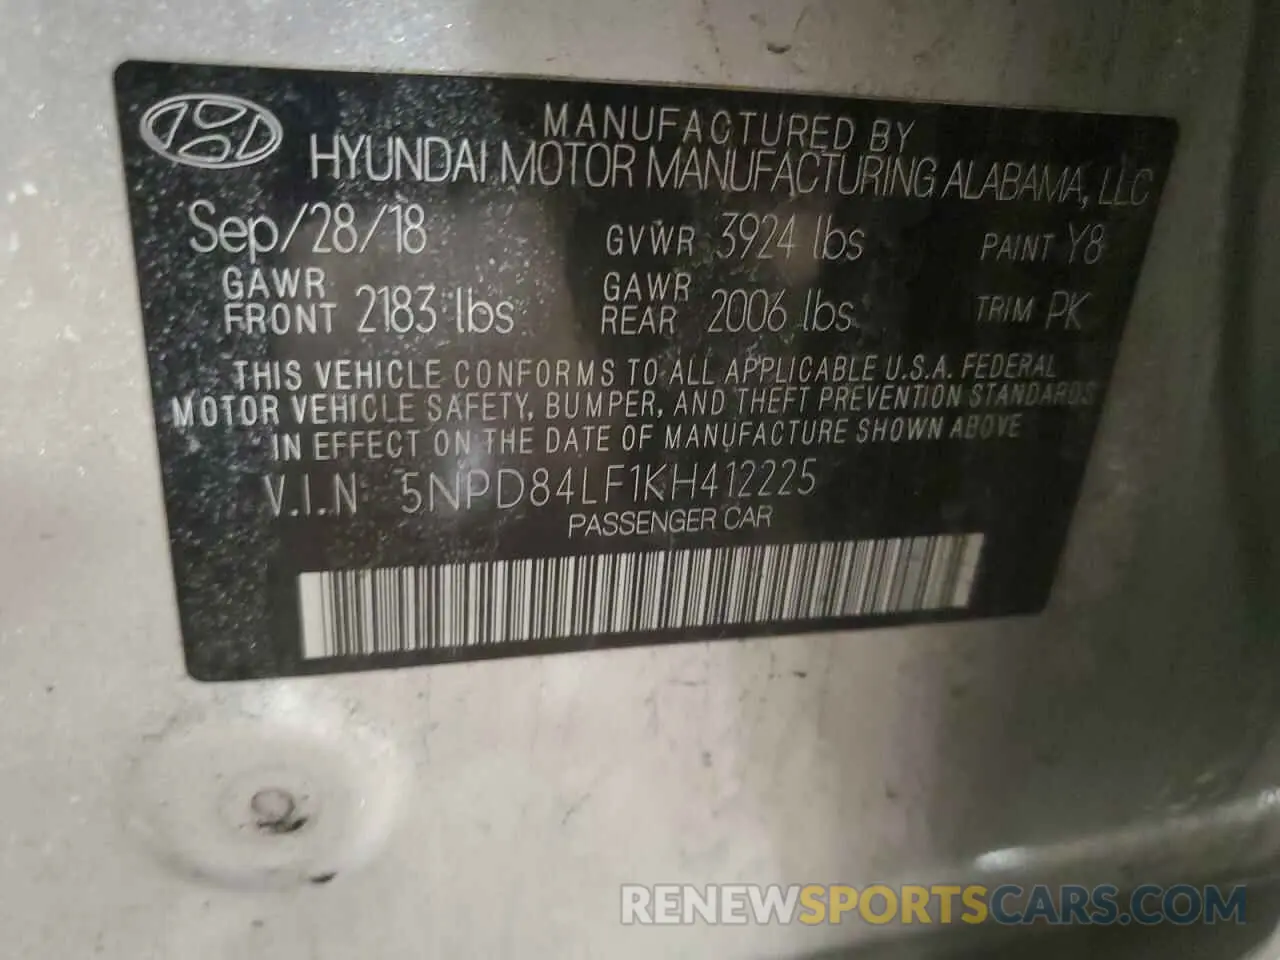 MANUFACTURED BY
HYUNDAI MOTOR MANUFACTURING ALABAMA, LLC
Sep/28/18 GVWR 3924 lbs PAINT Y8
GAWR FRONT 2183 lbs GAWR REAR 2006 lbs TRIM PK
THIS VEHICLE CONFORMS TO ALL APPLICABLE U.S.A. FEDERAL
MOTOR VEHICLE SAFETY, BUMPER, AND THEFT PREVENTION STANDARDS
IN EFFECT ON THE DATE OF MANUFACTURE SHOWN ABOVE
V.I.N 5NPD84LF1KH412225
PASSENGER CAR
RENEWSPORTSCARS.COM